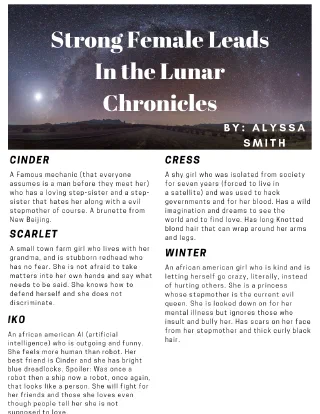 Strong Female Leads
In the Lunar
Chronicles
BY: ALYSSA
SMITH
CINDER
A Famous mechanic (that everyone
assumes is a man before they meet her)
who has a loving step-sister and a step-
sister that hates her along with a evil
stepmother of course. A brunette from
New Beijing.
SCARLET
A small town farm girl who lives with her
grandma, and is stubborn redhead who
has no fear. She is not afraid to take
matters into her own hands and say what
needs to be said. She knows how to
defend herself and she does not
discriminate.
IKO
An african american AI (artificial
intelligence) who is outgoing and funny.
She feels more human than robot. Her
best friend is Cinder and she has bright
blue dreadlocks. Spoiler: Was once a
robot then a ship now a robot, once again,
that looks like a person. She will fight for
her friends and those she loves even
though people tell her she is not
supposed to love.
CRESS
A shy girl who was isolated from society
for seven years (forced to live in
a satellite) and was used to hack
governments and for her blood. Has a wild
imagination and dreams to see the
world and to find love. Has long Knotted
blond hair that can wrap around her arms
and legs.
WINTER
An african american girl who is kind and is
letting herself go crazy, literally, instead
of hurting others. She is a princess
whose stepmother is the current evil
queen. She is looked down on for her
mental illness but ignores those who
insult and bully her. Has scars on her face
from her stepmother and thick curly black
hair.